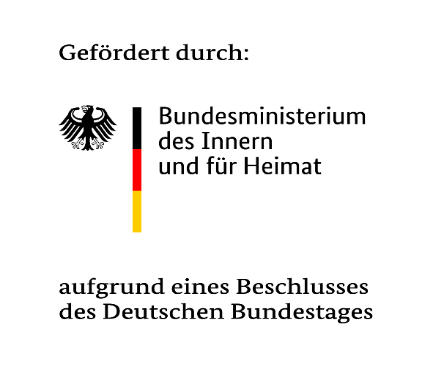 Gefördert durch:
Bundesministerium
des Innern
und für Heimat
aufgrund eines Beschlusses
des Deutschen Bundestages